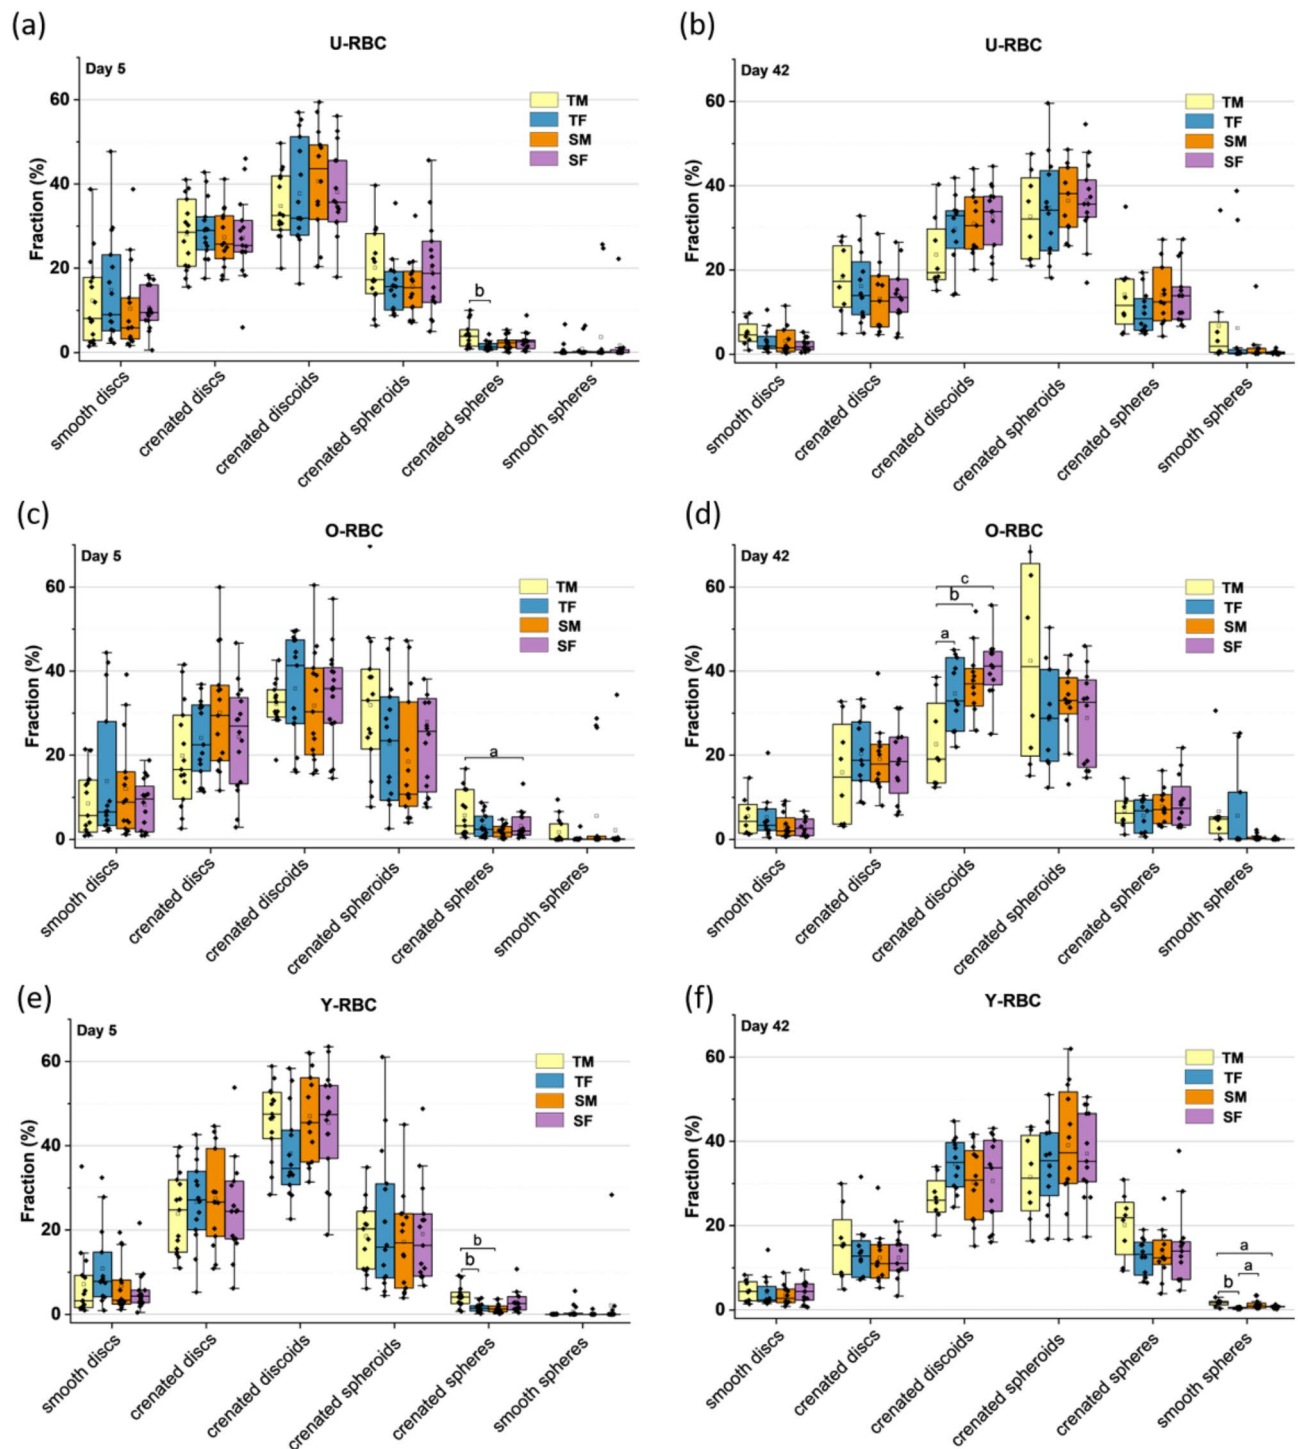 (a)
U-RBC
Day 5
TM
TF
SM
SF
Fraction (%)
60
40
20
0
b
smooth discs
crenated discs
crenated discoids
crenated spheroids
crenated spheres
smooth spheres
(b)
U-RBC
Day 42
TM
TF
SM
SF
Fraction (%)
60
40
20
0
smooth discs
crenated discs
crenated discoids
crenated spheroids
crenated spheres
smooth spheres
(c)
O-RBC
Day 5
TM
TF
SM
SF
Fraction (%)
60
40
20
0
a
smooth discs
crenated discs
crenated discoids
crenated spheroids
crenated spheres
smooth spheres
(d)
O-RBC
Day 42
TM
TF
SM
SF
Fraction (%)
60
40
20
0
c
b
a
smooth discs
crenated discs
crenated discoids
crenated spheroids
crenated spheres
smooth spheres
(e)
Y-RBC
Day 5
TM
TF
SM
SF
Fraction (%)
60
40
20
0
b
b
smooth discs
crenated discs
crenated discoids
crenated spheroids
crenated spheres
smooth spheres
(f)
Y-RBC
Day 42
TM
TF
SM
SF
Fraction (%)
60
40
20
0
a
a
b
smooth discs
crenated discs
crenated discoids
crenated spheroids
crenated spheres
smooth spheres